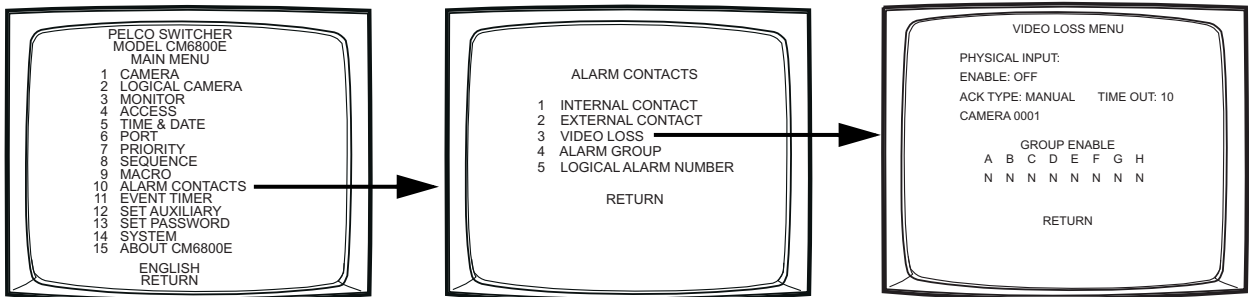 PELCO SWITCHER
MODEL CM6800E
MAIN MENU
1 CAMERA
2 LOGICAL CAMERA
3 MONITOR
4 ACCESS
5 TIME & DATE
6 PORT
7 PRIORITY
8 SEQUENCE
9 MACRO
10 ALARM CONTACTS
11 EVENT TIMER
12 SET AUXILIARY
13 SET PASSWORD
14 SYSTEM
15 ABOUT CM6800E
ENGLISH
RETURN
ALARM CONTACTS
1 INTERNAL CONTACT
2 EXTERNAL CONTACT
3 VIDEO LOSS
4 ALARM GROUP
5 LOGICAL ALARM NUMBER
RETURN
VIDEO LOSS MENU
PHYSICAL INPUT:
ENABLE: OFF
ACK TYPE: MANUAL TIME OUT: 10
CAMERA 0001
GROUP ENABLE
A B C D E F G H
N N N N N N N N
RETURN